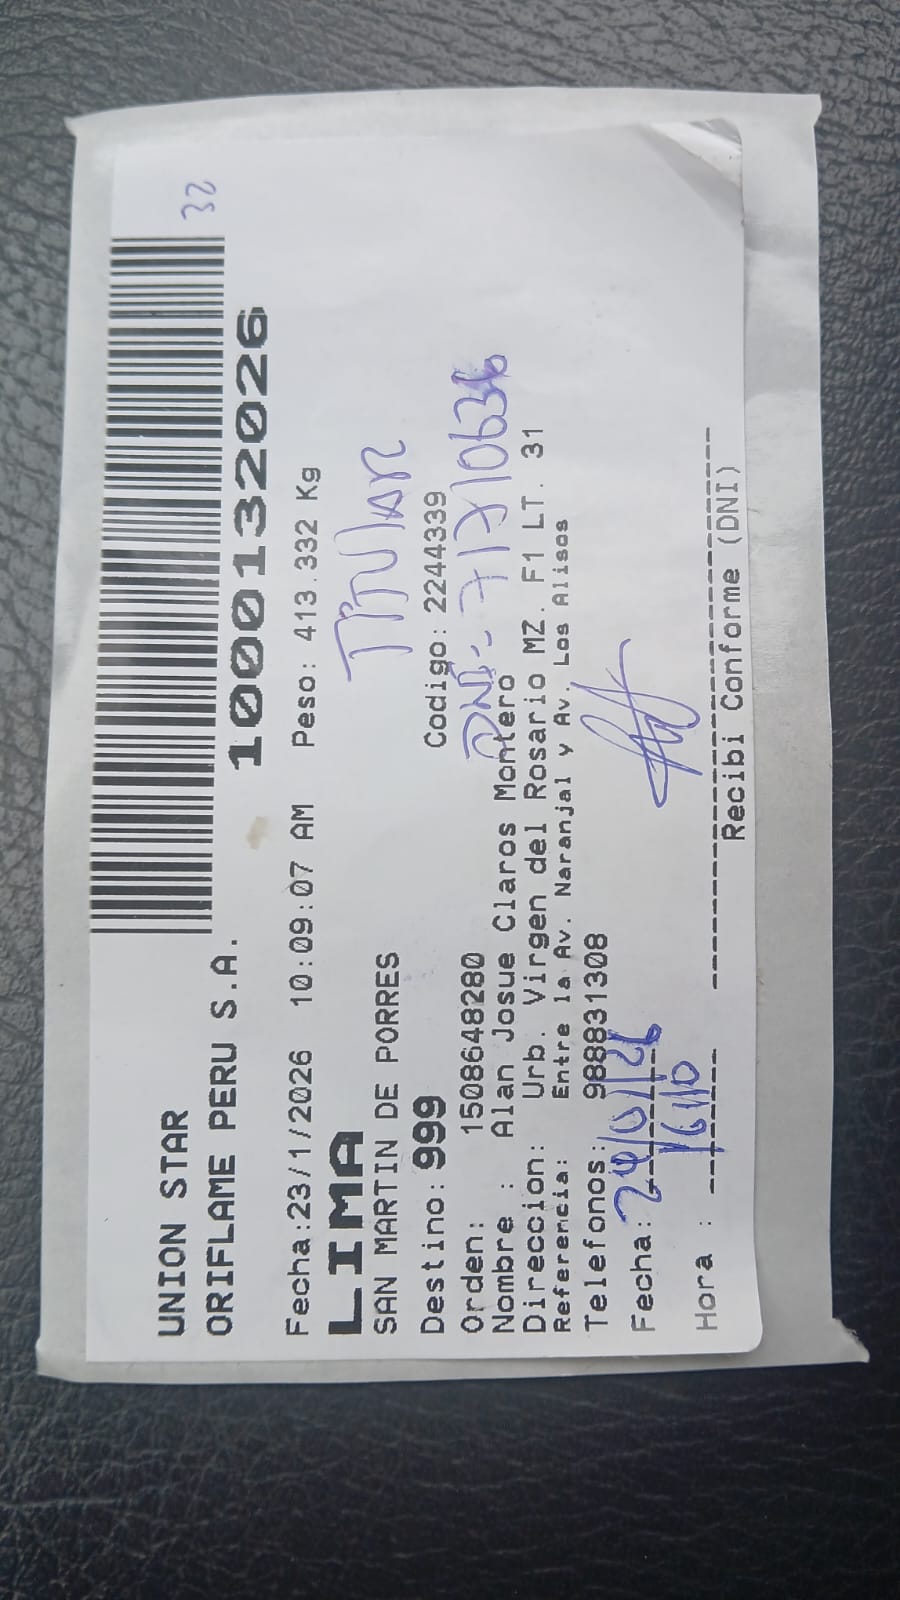 32
UNION STAR
ORIFLAME PERU S.A. 1000132026
Fecha:23/1/2026 10:09:07 AM Peso: 413.332 Kg
LIMA
TITULAR
SAN MARTIN DE PORRES
Destino: 999 Codigo: 2244339
DNI - 71710636
Orden: 1508648280
Nombre : Alan Josue Claros Montero
Direccion: Urb. Virgen del Rosario MZ. F1 LT. 31
Referencia: Entre la Av. Naranjal y Av. Los Alisos
Telefonos: 988831308
Fecha: 24/01/26
Hora : 16:10
Recibi Conforme (DNI)